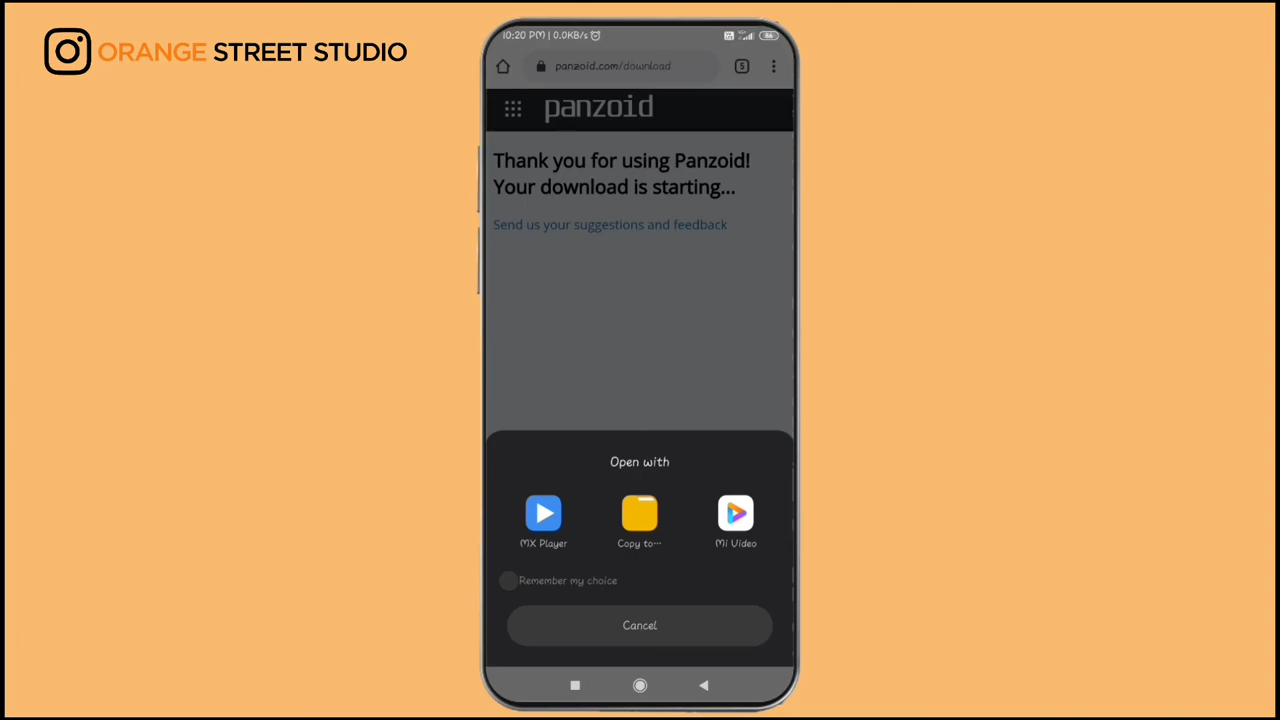 ORANGE STREET STUDIO
10:20 PM | 0.0KB/s
86
panzoid.com/download
5
panzoid
Thank you for using Panzoid!
Your download is starting...
Send us your suggestions and feedback
Open with
MX Player
Copy to...
Mi Video
Remember my choice
Cancel